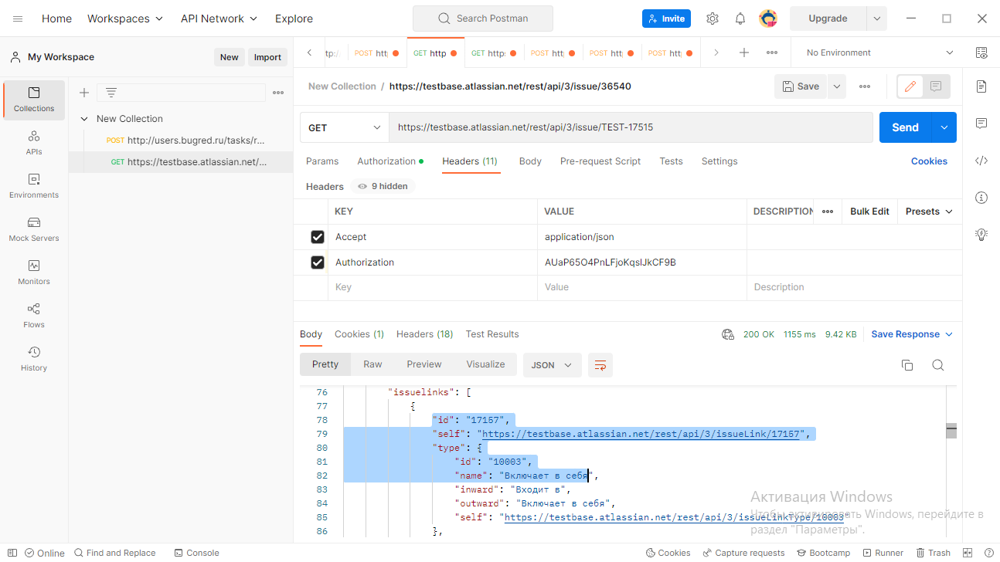 Home Workspaces API Network Explore Search Postman Invite Upgrade
My Workspace New Import
tp:/ POST htt GET http GET http: POST htt POST htt POST htt No Environment
New Collection / https://testbase.atlassian.net/rest/api/3/issue/36540 Save
Collections
APIs
Environments
Mock Servers
Monitors
Flows
History
New Collection
POST http://users.bugred.ru/tasks/r...
GET https://testbase.atlassian.net/...
GET https://testbase.atlassian.net/rest/api/3/issue/TEST-17515 Send
Params Authorization Headers (11) Body Pre-request Script Tests Settings Cookies
Headers 9 hidden
KEY VALUE DESCRIPTION Bulk Edit Presets
Accept application/json
Authorization AUaP65O4PnLFjoKqsIJkCF9B
Key Value Description
Body Cookies (1) Headers (18) Test Results 200 OK 1155 ms 9.42 KB Save Response
Pretty Raw Preview Visualize JSON
76 "issuelinks": [
77 {
78 "id": "17157",
79 "self": "https://testbase.atlassian.net/rest/api/3/issueLink/17157",
80 "type": {
81 "id": "10003",
82 "name": "Включает в себя",
83 "inward": "Входит в",
84 "outward": "Включает в себя",
85 "self": "https://testbase.atlassian.net/rest/api/3/issueLinkType/10003"
86 },
Активация Windows
Чтобы активировать Windows, перейдите в
раздел "Параметры".
Online Find and Replace Console Cookies Capture requests Bootcamp Runner Trash